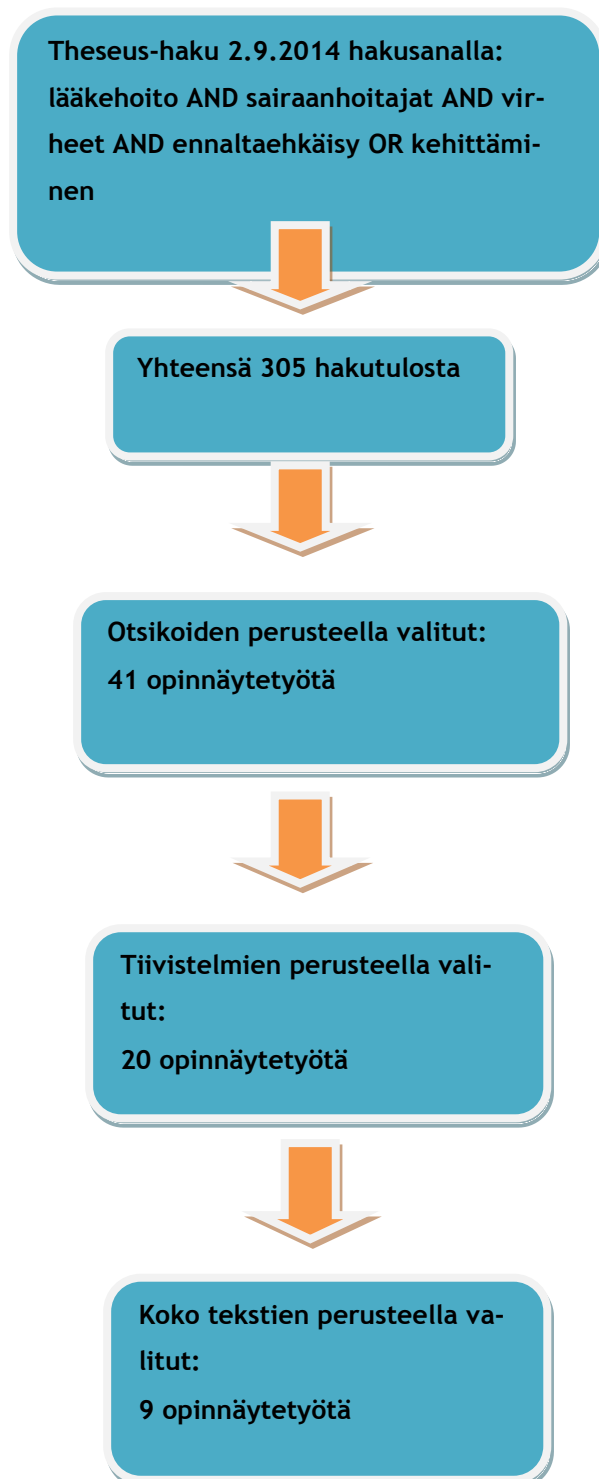 Theseus-haku 2.9.2014 hakusanalla:
lääkehoito AND sairaanhoitajat AND vir-
heet AND ennaltaehkäisy OR kehittämi-
nen
Yhteensä 305 hakutulosta
Otsikoiden perusteella valitut:
41 opinnäytetyötä
Tiivistelmien perusteella vali-
tut:
20 opinnäytetyötä
Koko tekstien perusteella va-
litut:
9 opinnäytetyötä